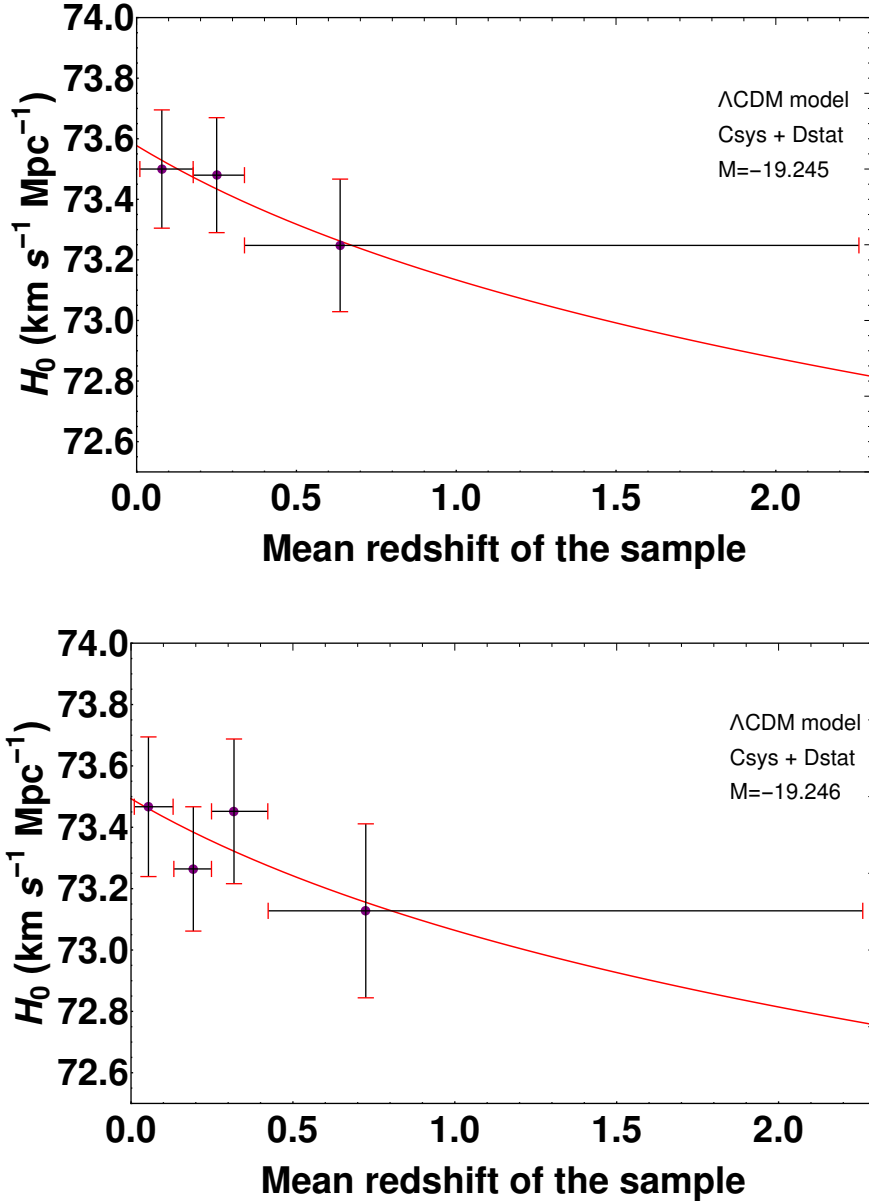 74.0
73.8
73.6
73.4
73.2
73.0
72.8
72.6
H₀ (km s⁻¹ Mpc⁻¹)
ΛCDM model
Csys + Dstat
M=−19.245
0.0 0.5 1.0 1.5 2.0
Mean redshift of the sample
74.0
73.8
73.6
73.4
73.2
73.0
72.8
72.6
H₀ (km s⁻¹ Mpc⁻¹)
ΛCDM model
Csys + Dstat
M=−19.246
0.0 0.5 1.0 1.5 2.0
Mean redshift of the sample